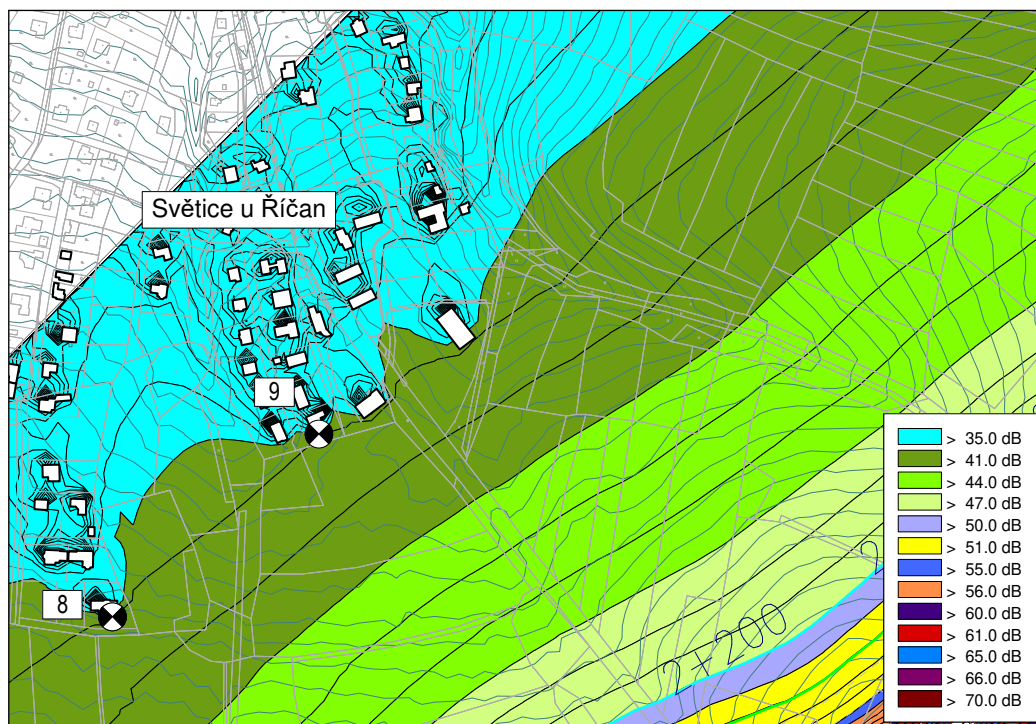 Světice u Říčan
9
8
> 35.0 dB
> 41.0 dB
> 44.0 dB
> 47.0 dB
> 50.0 dB
> 51.0 dB
> 55.0 dB
> 56.0 dB
> 60.0 dB
> 61.0 dB
> 65.0 dB
> 66.0 dB
> 70.0 dB